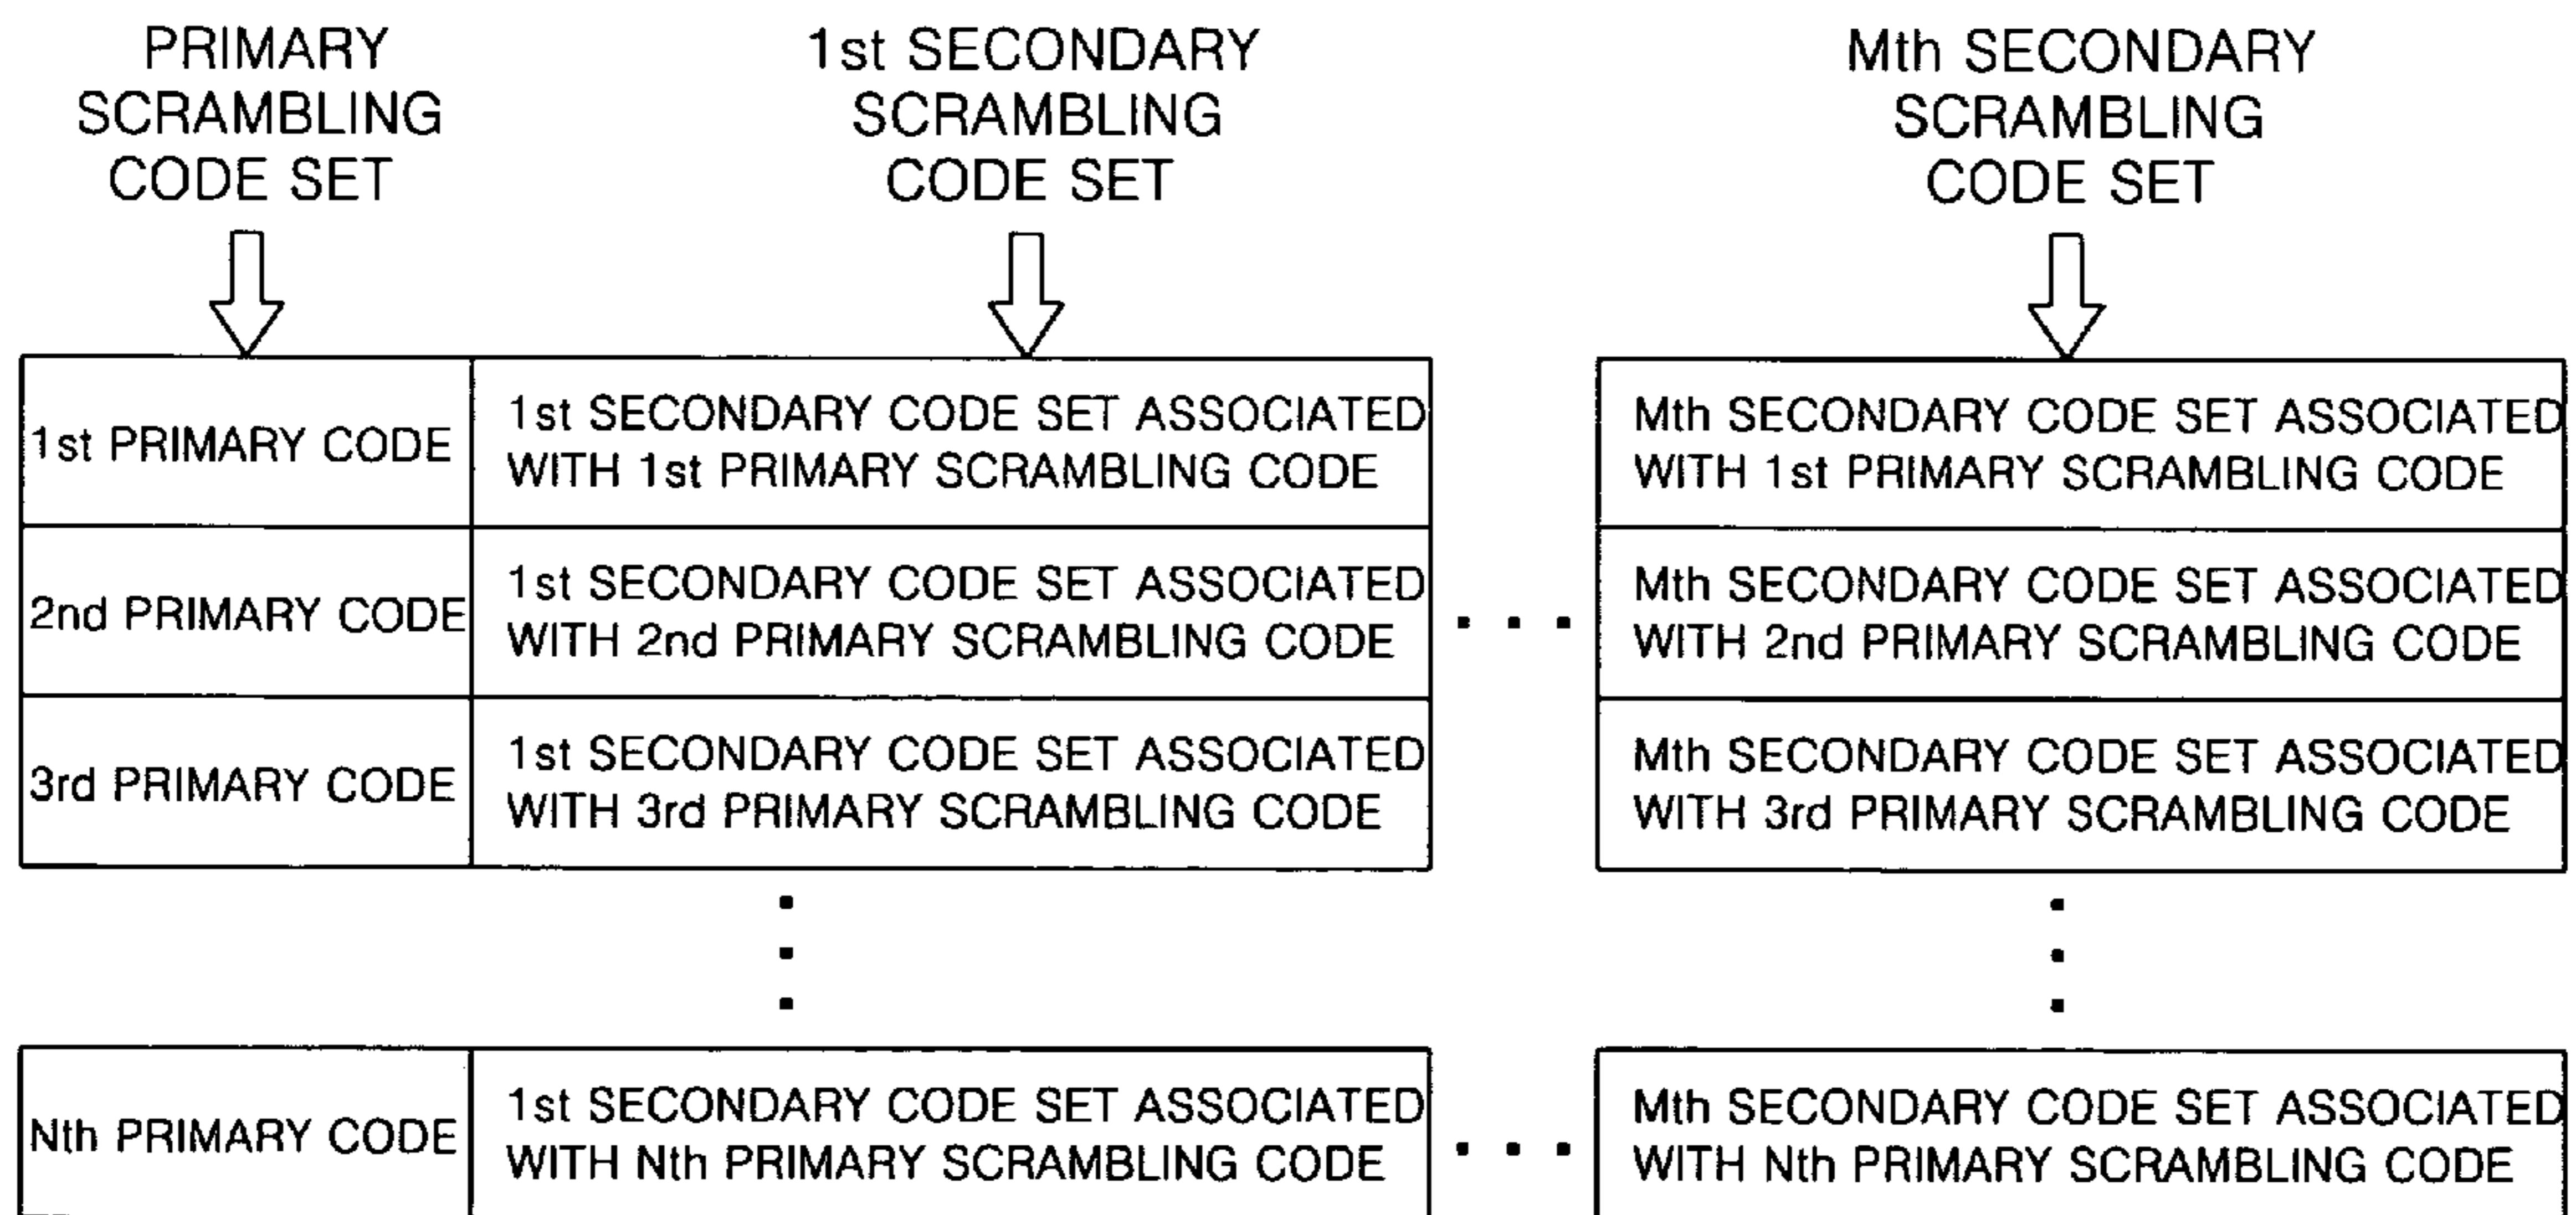 PRIMARY
SCRAMBLING
CODE SET
1st SECONDARY
SCRAMBLING
CODE SET
Mth SECONDARY
SCRAMBLING
CODE SET
1st PRIMARY CODE
1st SECONDARY CODE SET ASSOCIATED
WITH 1st PRIMARY SCRAMBLING CODE
Mth SECONDARY CODE SET ASSOCIATED
WITH 1st PRIMARY SCRAMBLING CODE
2nd PRIMARY CODE
1st SECONDARY CODE SET ASSOCIATED
WITH 2nd PRIMARY SCRAMBLING CODE
Mth SECONDARY CODE SET ASSOCIATED
WITH 2nd PRIMARY SCRAMBLING CODE
3rd PRIMARY CODE
1st SECONDARY CODE SET ASSOCIATED
WITH 3rd PRIMARY SCRAMBLING CODE
Mth SECONDARY CODE SET ASSOCIATED
WITH 3rd PRIMARY SCRAMBLING CODE
Nth PRIMARY CODE
1st SECONDARY CODE SET ASSOCIATED
WITH Nth PRIMARY SCRAMBLING CODE
Mth SECONDARY CODE SET ASSOCIATED
WITH Nth PRIMARY SCRAMBLING CODE